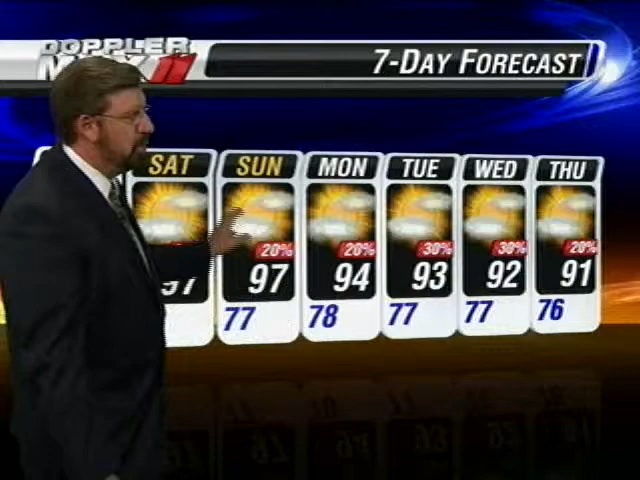 DOPPLER
MAX 11
7-DAY FORECAST
SAT SUN MON TUE WED THU
20% 20% 30% 30% 20%
97 94 93 92 91
77 78 77 77 76